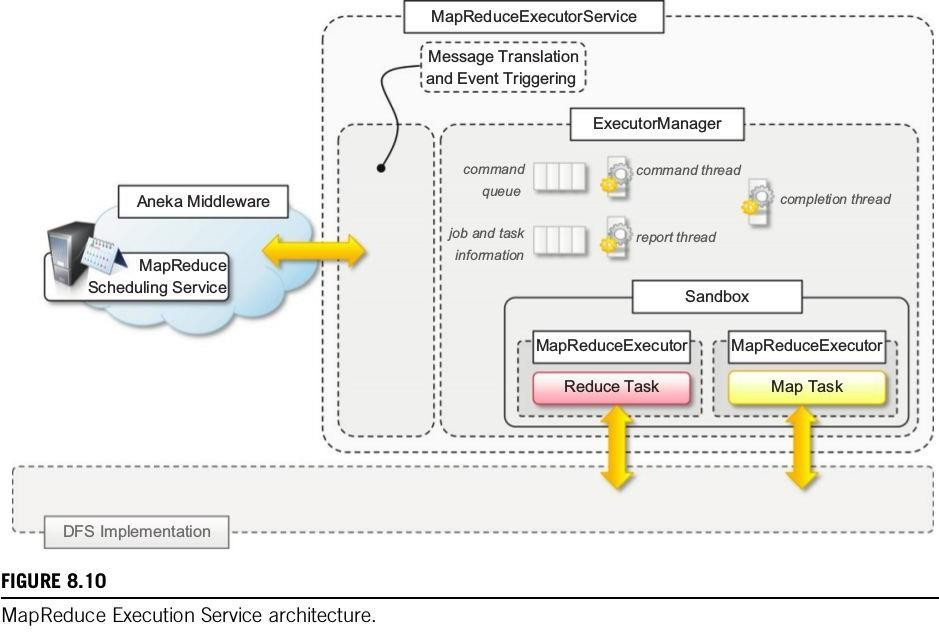 MapReduceExecutorService
Message Translation
and Event Triggering
ExecutorManager
command
queue
command thread
completion thread
job and task
information
report thread
Aneka Middleware
MapReduce
Scheduling Service
Sandbox
MapReduceExecutor
MapReduceExecutor
Reduce Task
Map Task
DFS Implementation
FIGURE 8.10
MapReduce Execution Service architecture.